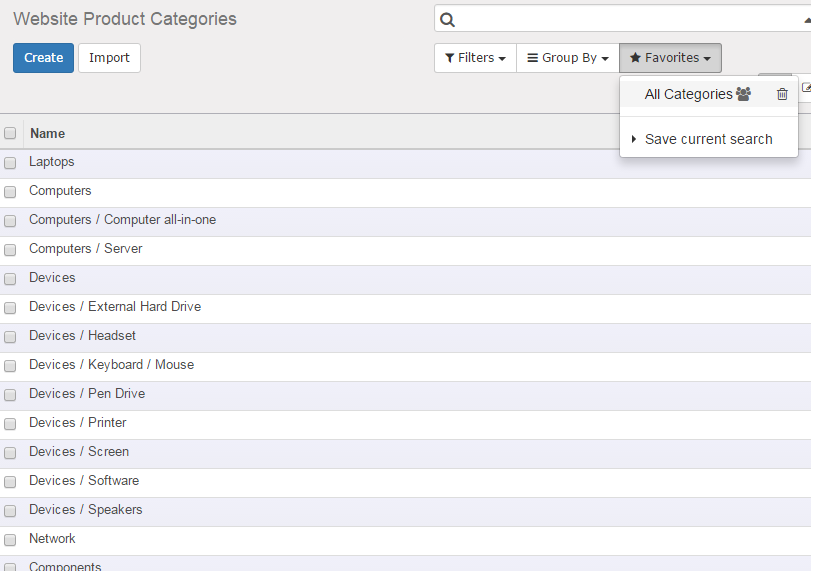 Website Product Categories
Create Import
Filters Group By Favorites
All Categories
Save current search
Name
Laptops
Computers
Computers / Computer all-in-one
Computers / Server
Devices
Devices / External Hard Drive
Devices / Headset
Devices / Keyboard / Mouse
Devices / Pen Drive
Devices / Printer
Devices / Screen
Devices / Software
Devices / Speakers
Network
Components